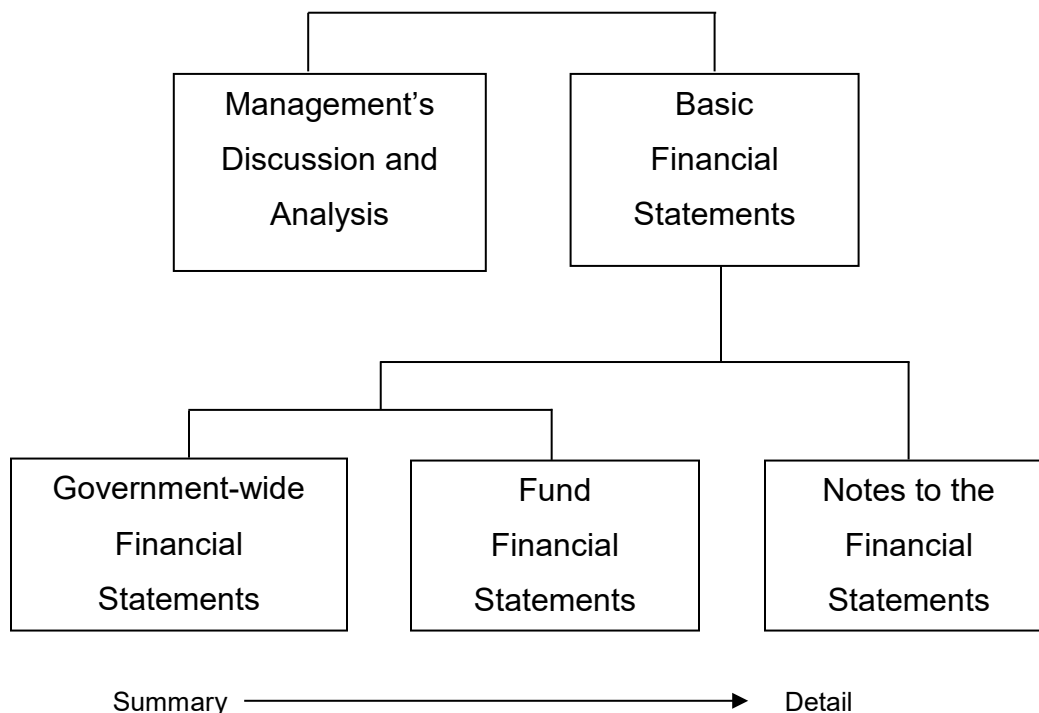 Management’s
Discussion and
Analysis
Basic
Financial
Statements
Government-wide
Financial
Statements
Fund
Financial
Statements
Notes to the
Financial
Statements
Summary
Detail